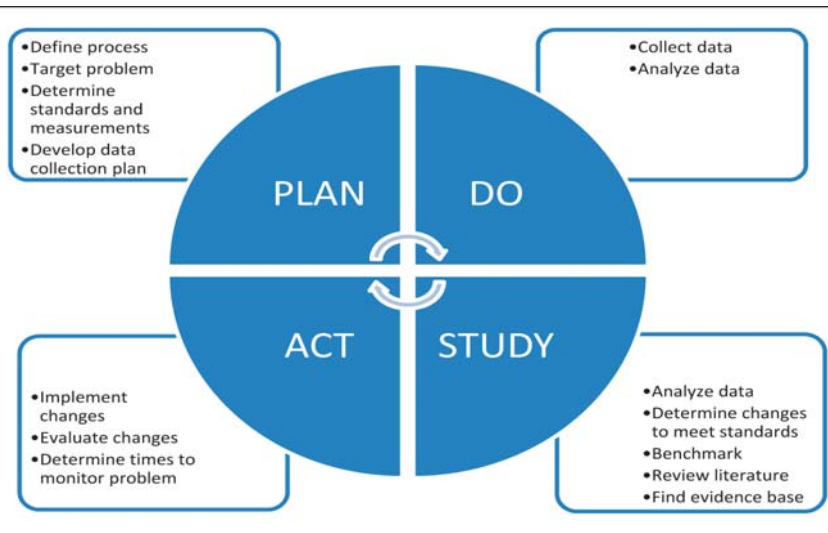 •Define process
•Target problem
•Determine
standards and
measurements
•Develop data
collection plan
•Collect data
•Analyze data
PLAN
DO
ACT
STUDY
•Implement
changes
•Evaluate changes
•Determine times to
monitor problem
•Analyze data
•Determine changes
to meet standards
•Benchmark
•Review literature
•Find evidence base